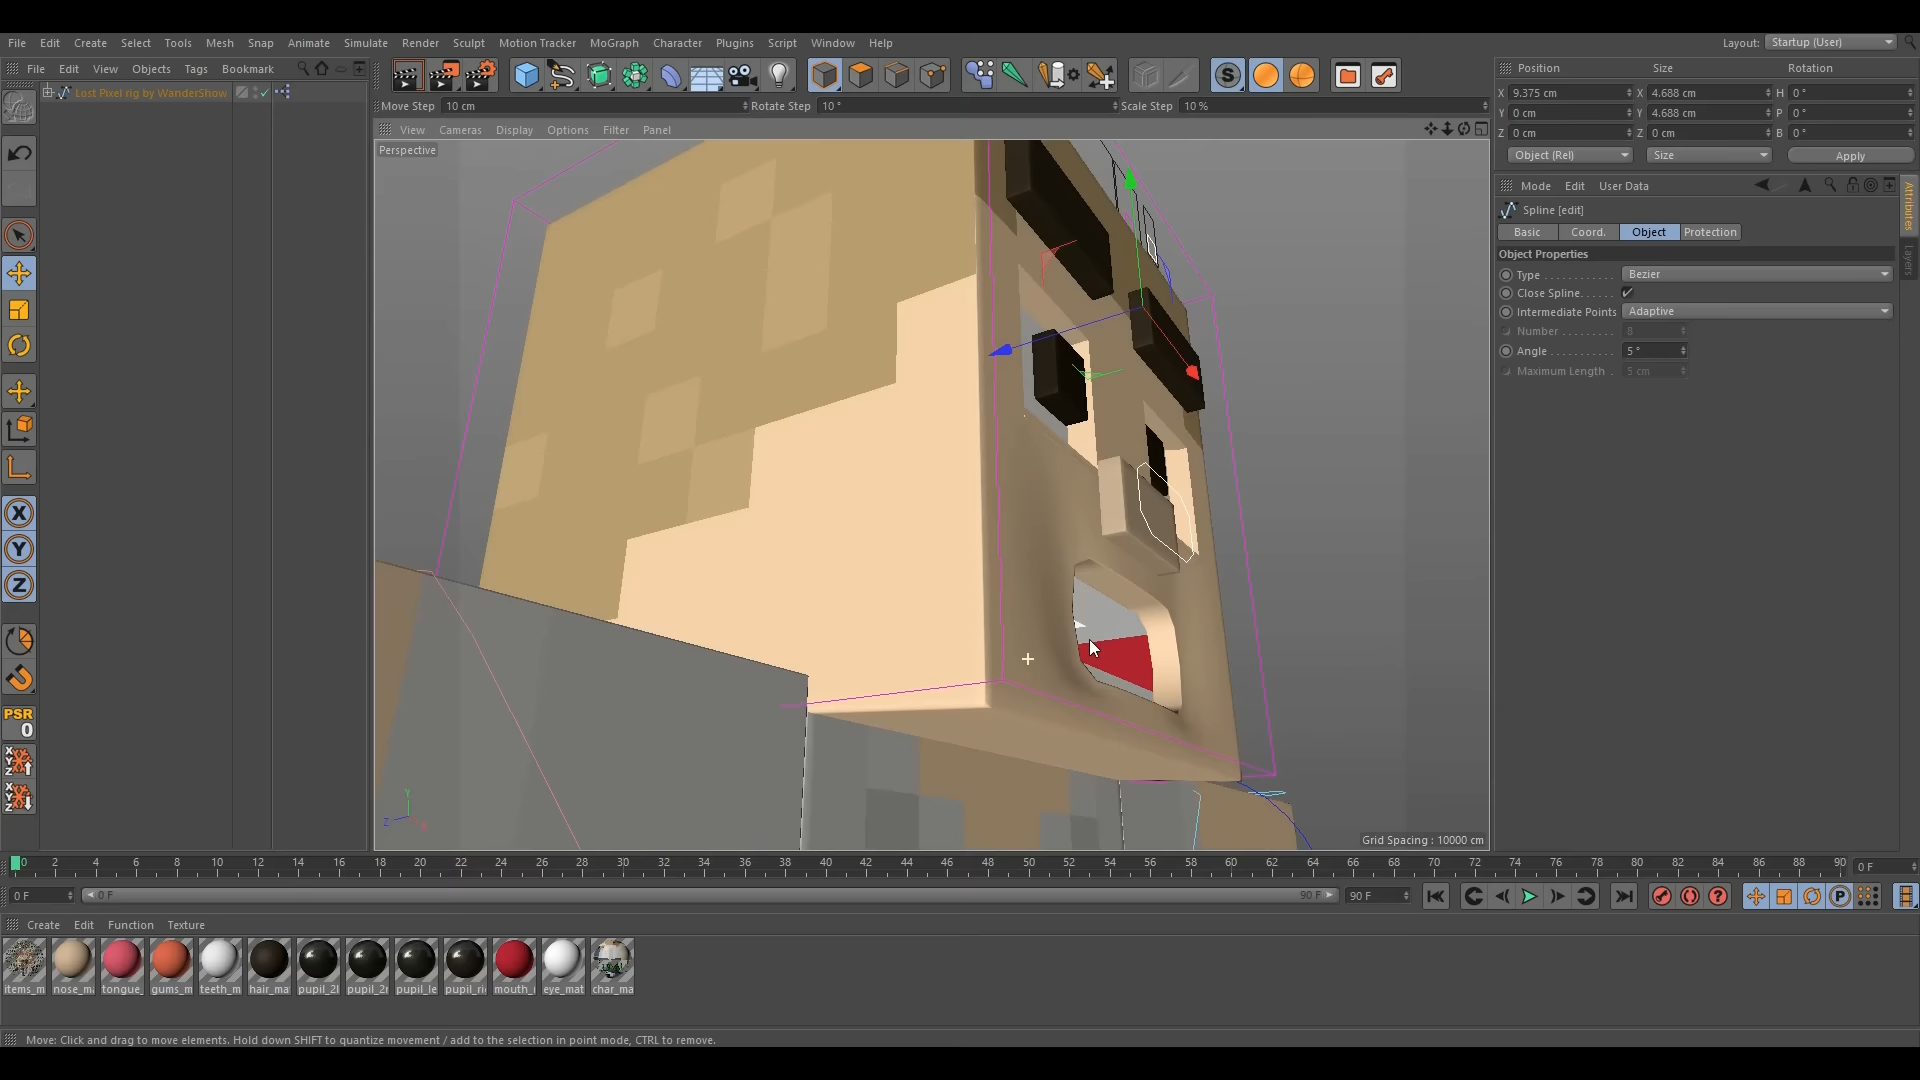 File Edit Create Select Tools Mesh Snap Animate Simulate Render Sculpt Motion Tracker MoGraph Character Plugins Script Window Help
Layout: Startup (User)
File Edit View Objects Tags Bookmark
Lost Pixel rig by WanderShow
Move Step 10 cm Rotate Step 10 ° Scale Step 10 %
View Cameras Display Options Filter Panel
Perspective
Position Size Rotation
X 9.375 cm X 4.688 cm H 0 °
Y 0 cm Y 4.688 cm P 0 °
Z 0 cm Z 0 cm B 0 °
Object (Rel) Size Apply
Mode Edit User Data
Spline [edit]
Basic Coord. Object Protection
Object Properties
Type Bezier
Close Spline
Intermediate Points Adaptive
Number 8
Angle 5 °
Maximum Length 5 cm
Attributes
Layers
X
Y
Z
PSR
0
Y
Z X
Grid Spacing : 10000 cm
0 2 4 6 8 10 12 14 16 18 20 22 24 26 28 30 32 34 36 38 40 42 44 46 48 50 52 54 56 58 60 62 64 66 68 70 72 74 76 78 80 82 84 86 88 90 0 F
0 F 0 F 90 F 90 F
Create Edit Function Texture
items_m nose_m tongue_ gums_m teeth_m hair_ma pupil_2l pupil_2r pupil_le pupil_ri mouth_ eye_mat char_ma
Move: Click and drag to move elements. Hold down SHIFT to quantize movement / add to the selection in point mode, CTRL to remove.